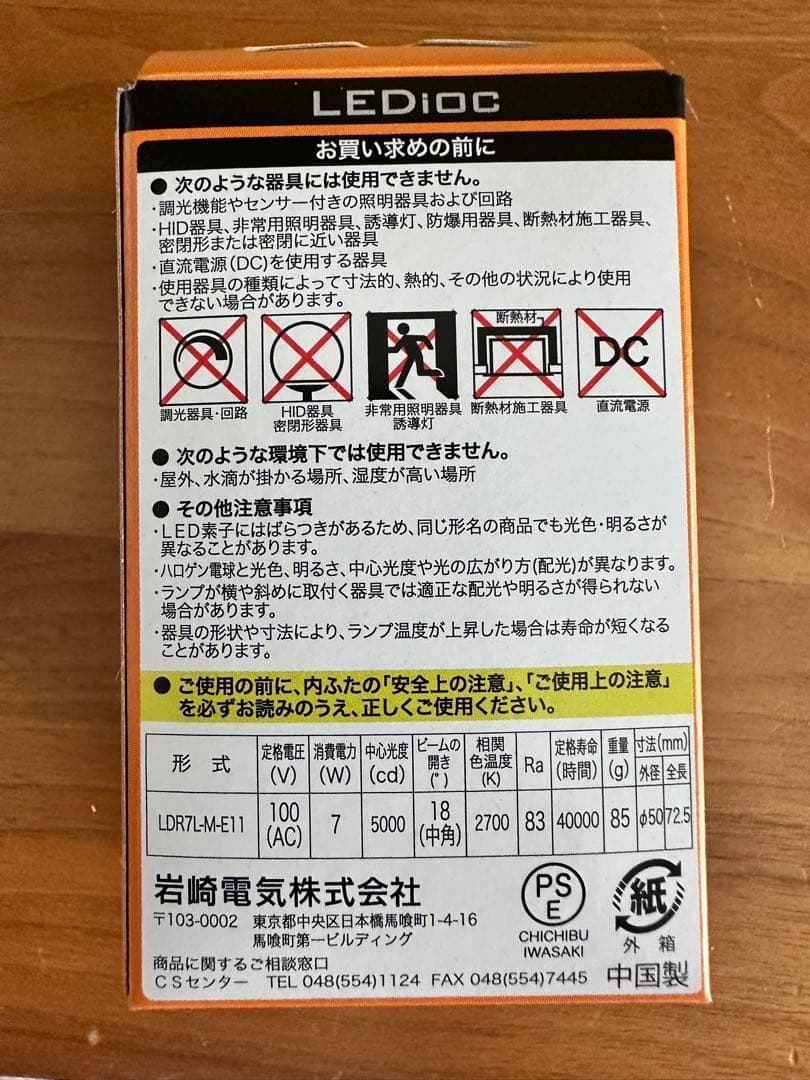 LEDioc
お買い求めの前に
● 次のような器具には使用できません。
・調光機能やセンサー付きの照明器具および回路
・HID器具、非常用照明器具、誘導灯、防爆用器具、断熱材施工器具、
密閉形または密閉に近い器具
・直流電源(DC)を使用する器具
・使用器具の種類によって寸法的、熱的、その他の状況により使用
できない場合があります。
断熱材
DC
調光器具・回路 HID器具 非常用照明器具 断熱材施工器具 直流電源
密閉形器具 誘導灯
● 次のような環境下では使用できません。
・屋外、水滴が掛かる場所、湿度が高い場所
● その他注意事項
・LED素子にはばらつきがあるため、同じ形名の商品でも光色・明るさが
異なることがあります。
・ハロゲン電球と光色、明るさ、中心光度や光の広がり方(配光)が異なります。
・ランプが横や斜めに取付く器具では適正な配光や明るさが得られない
場合があります。
・器具の形状や寸法により、ランプ温度が上昇した場合は寿命が短くなる
ことがあります。
● ご使用の前に、内ふたの「安全上の注意」、「ご使用上の注意」
を必ずお読みのうえ、正しくご使用ください。
形 式 定格電圧(V) 消費電力(W) 中心光度(cd) ビームの開き(°) 相関色温度(K) Ra 定格寿命(時間) 重量(g) 寸法(mm) 外径 全長
LDR7L-M-E11 100(AC) 7 5000 18(中角) 2700 83 40000 85 φ50 72.5
岩崎電気株式会社
〒103-0002 東京都中央区日本橋馬喰町1-4-16
馬喰町第一ビルディング
商品に関するご相談窓口
CSセンター TEL 048(554)1124 FAX 048(554)7445
PS
E
CHICHIBU
IWASAKI
紙
外 箱
中国製